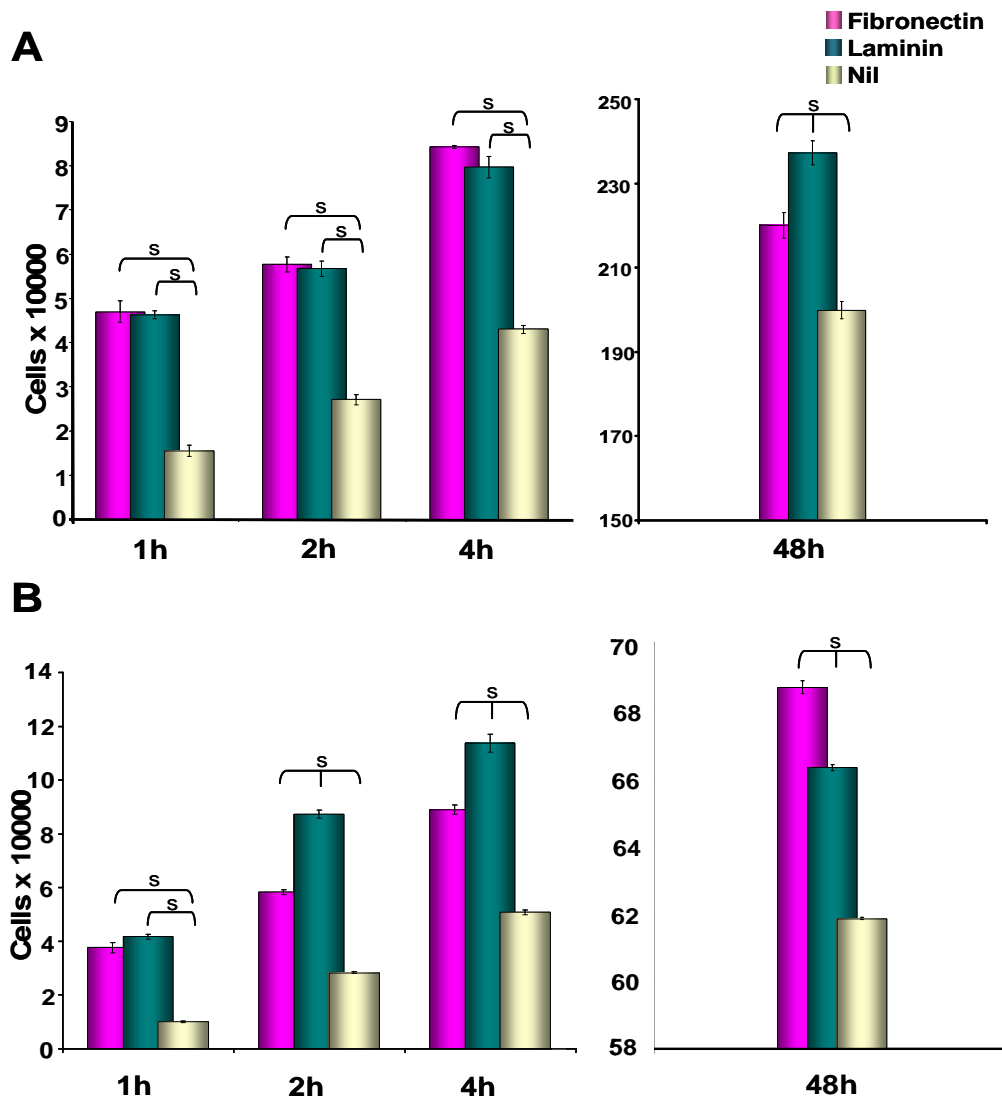 Fibronectin
Laminin
Nil
A
Cells x 10000
9
8
7
6
5
4
3
2
1
0
S
S
S
S
S
S
1h
2h
4h
250
230
210
190
170
150
S
48h
B
Cells x 10000
14
12
10
8
6
4
2
0
S
S
S
S
1h
2h
4h
70
68
66
64
62
60
58
S
48h